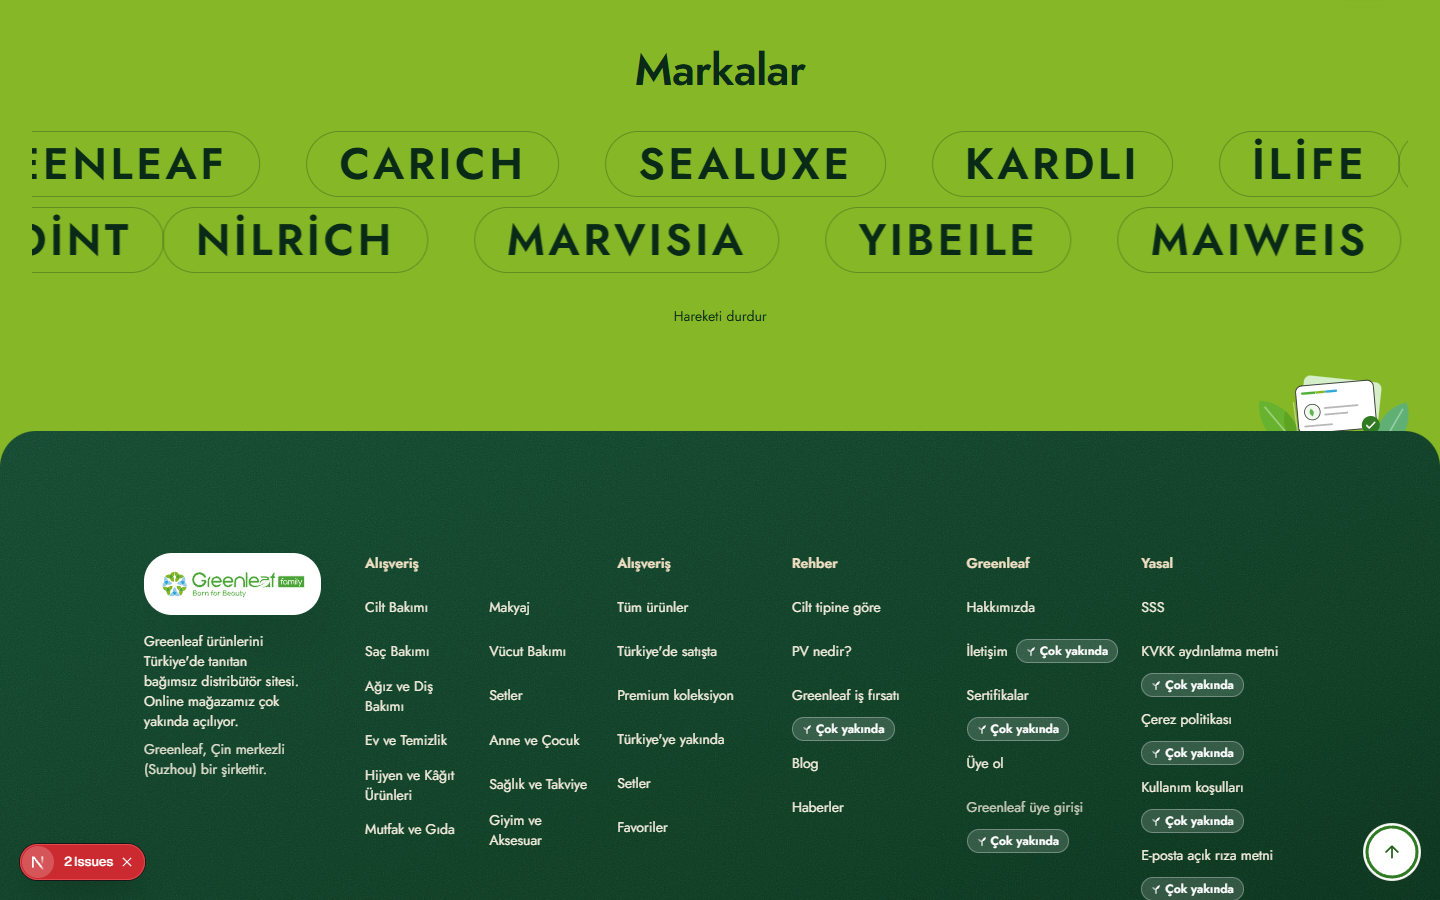 Markalar
EENLEAF CARICH SEALUXE KARDLI İLİFE
OİNT NİLRİCH MARVISIA YIBEILE MAIWEIS
Hareketi durdur
Greenleaf family
Born for Beauty
Greenleaf ürünlerini
Türkiye'de tanıtan
bağımsız distribütör sitesi.
Online mağazamız çok
yakında açılıyor.
Greenleaf, Çin merkezli
(Suzhou) bir şirkettir.
Alışveriş
Cilt Bakımı
Saç Bakımı
Ağız ve Diş
Bakımı
Ev ve Temizlik
Hijyen ve Kâğıt
Ürünleri
Mutfak ve Gıda
Makyaj
Vücut Bakımı
Setler
Anne ve Çocuk
Sağlık ve Takviye
Giyim ve
Aksesuar
Alışveriş
Tüm ürünler
Türkiye'de satışta
Premium koleksiyon
Türkiye'ye yakında
Setler
Favoriler
Rehber
Cilt tipine göre
PV nedir?
Greenleaf iş fırsatı
Çok yakında
Blog
Haberler
Greenleaf
Hakkımızda
İletişim Çok yakında
Sertifikalar
Çok yakında
Üye ol
Greenleaf üye girişi
Çok yakında
Yasal
SSS
KVKK aydınlatma metni
Çok yakında
Çerez politikası
Çok yakında
Kullanım koşulları
Çok yakında
E-posta açık rıza metni
Çok yakında
N 2 Issues